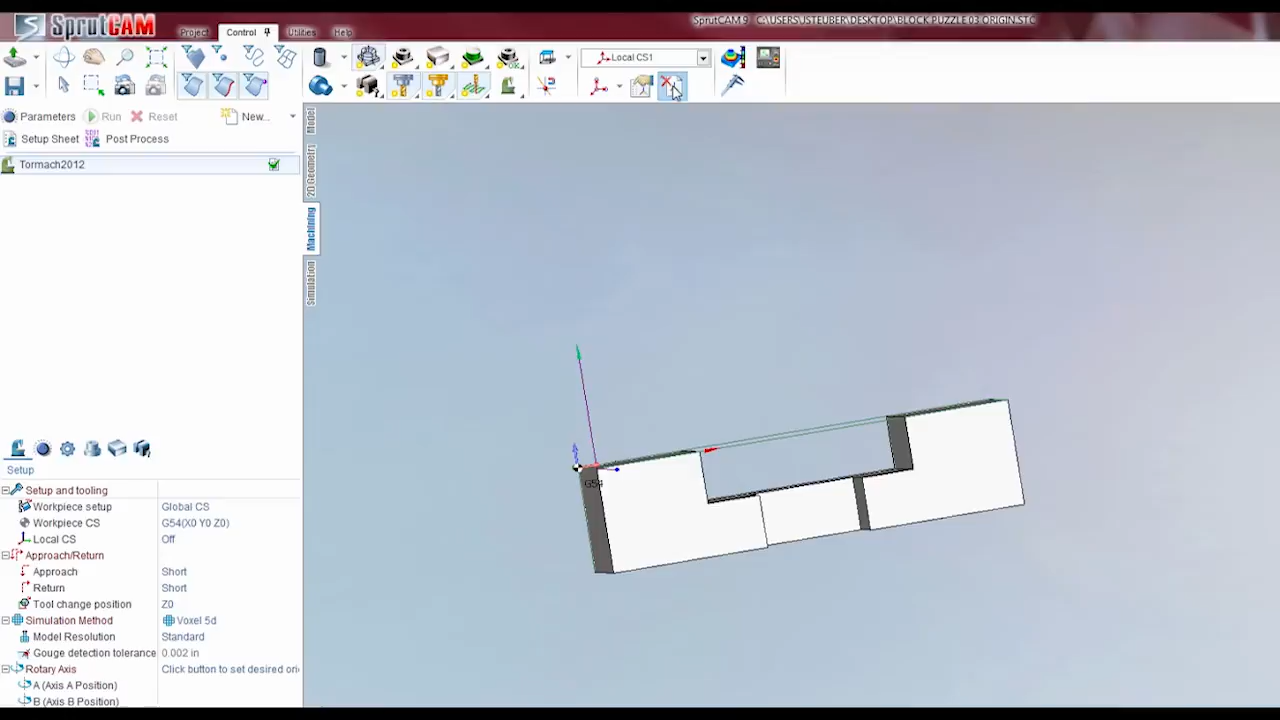 SprutCAM
SPRUTCAM 9 C:\USERS\JSTEUBER\DESKTOP\BLOCK PUZZLE\03 ORIGIN.STC
Project Control Utilities Help
Local CS1
Parameters Run Reset New...
Setup Sheet Post Process
Tormach2012
Model
2D Geometry
Machining
Simulation
G54
Setup
Setup and tooling
Workpiece setup Global CS
Workpiece CS G54(X0 Y0 Z0)
Local CS Off
Approach/Return
Approach Short
Return Short
Tool change position Z0
Simulation Method Voxel 5d
Model Resolution Standard
Gouge detection tolerance 0.002 in
Rotary Axis Click button to set desired ori
A (Axis A Position)
B (Axis B Position)